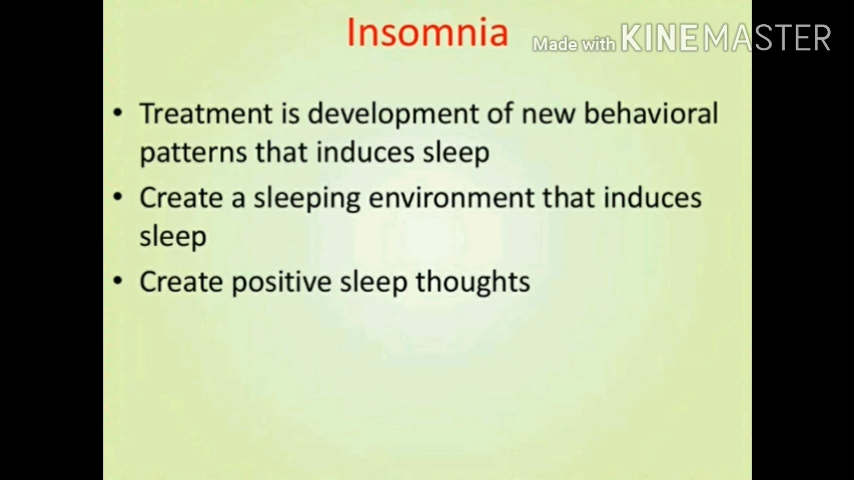 Insomnia
Made with KINEMASTER
• Treatment is development of new behavioral
patterns that induces sleep
• Create a sleeping environment that induces
sleep
• Create positive sleep thoughts